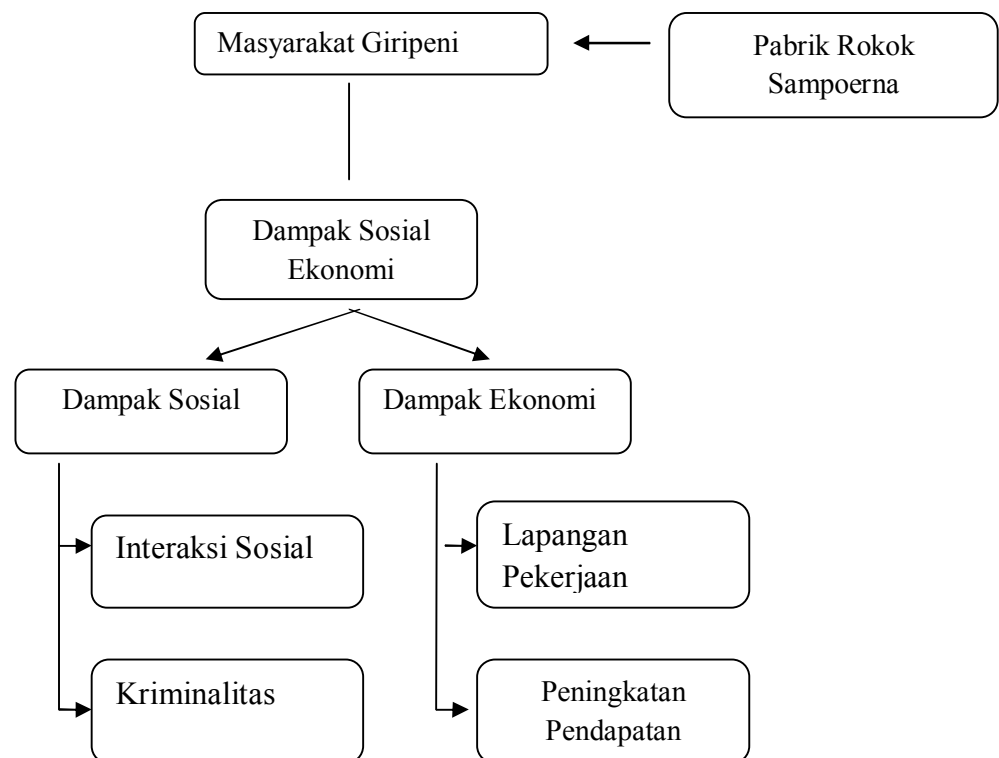 Masyarakat Giripeni
Pabrik Rokok
Sampoerna
Dampak Sosial
Ekonomi
Dampak Sosial
Dampak Ekonomi
Interaksi Sosial
Lapangan
Pekerjaan
Kriminalitas
Peningkatan
Pendapatan